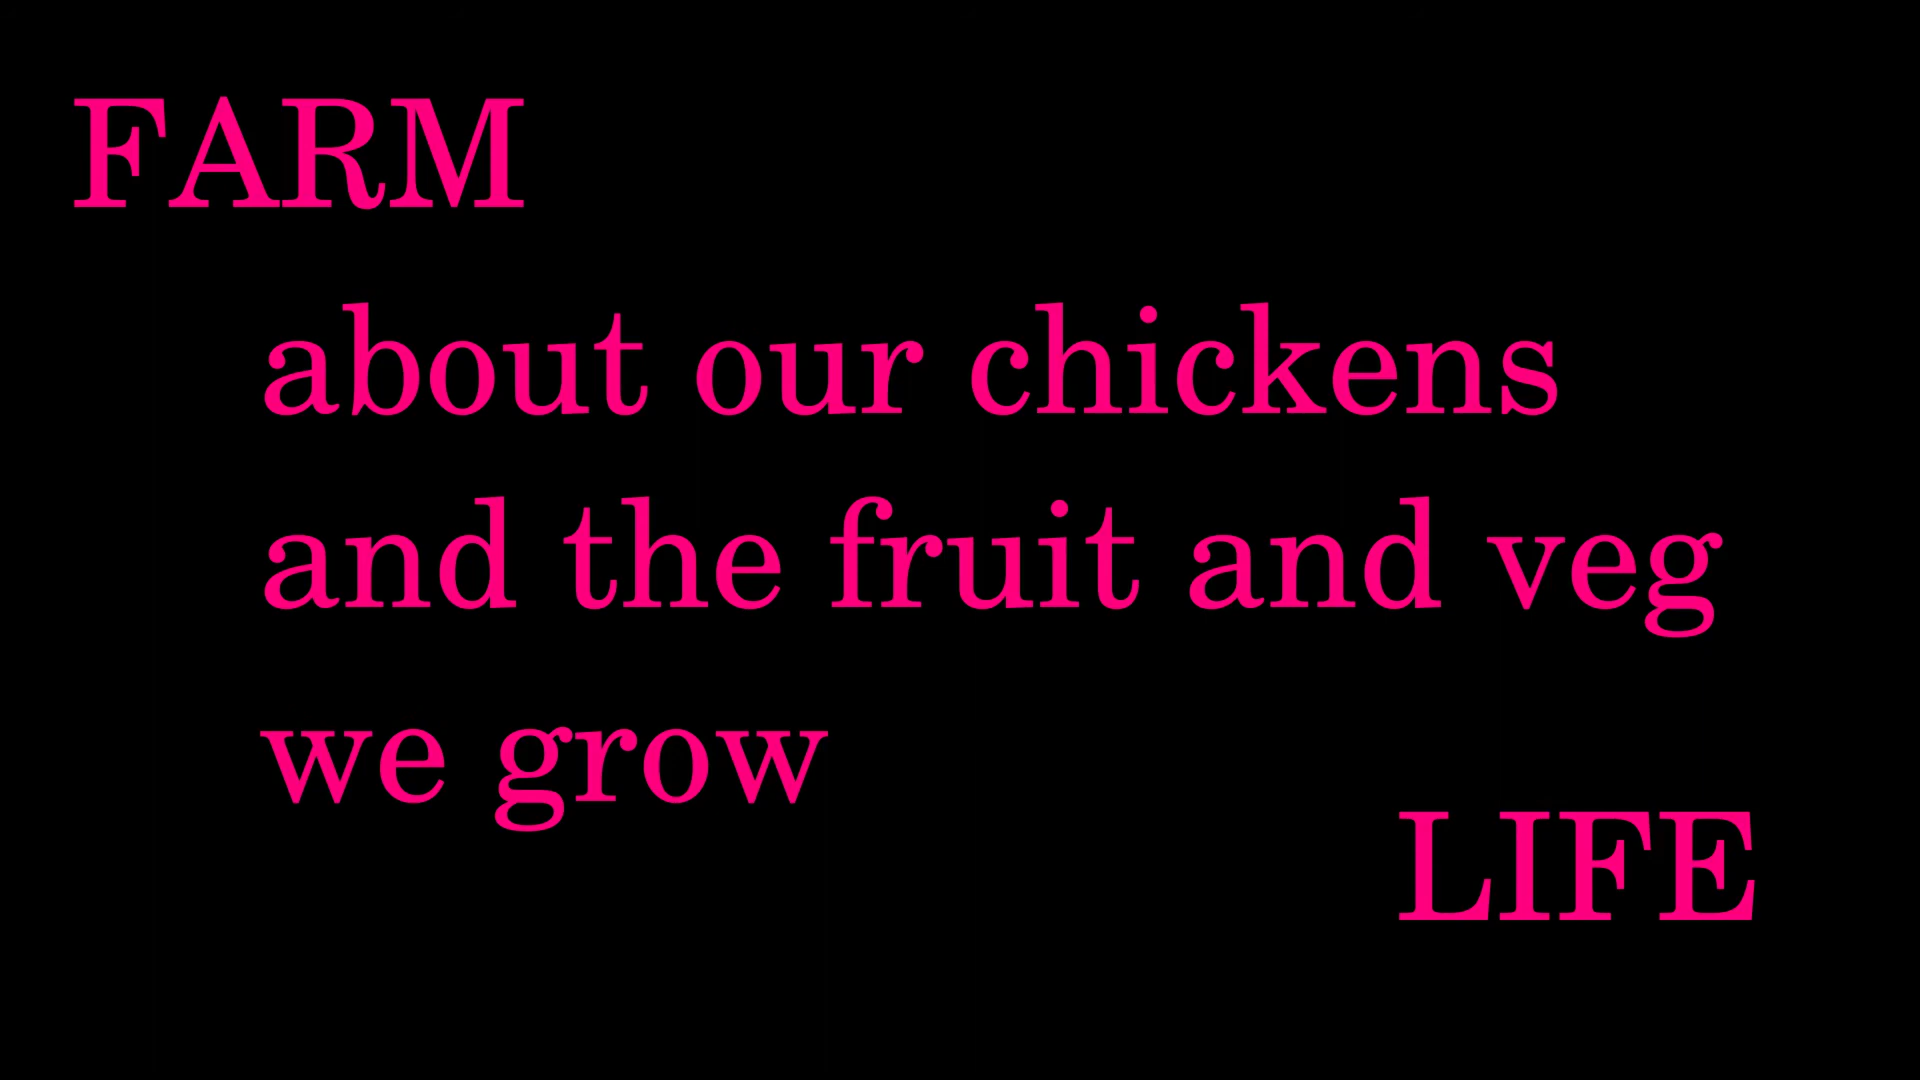 FARM
about our chickens
and the fruit and veg
we grow
LIFE